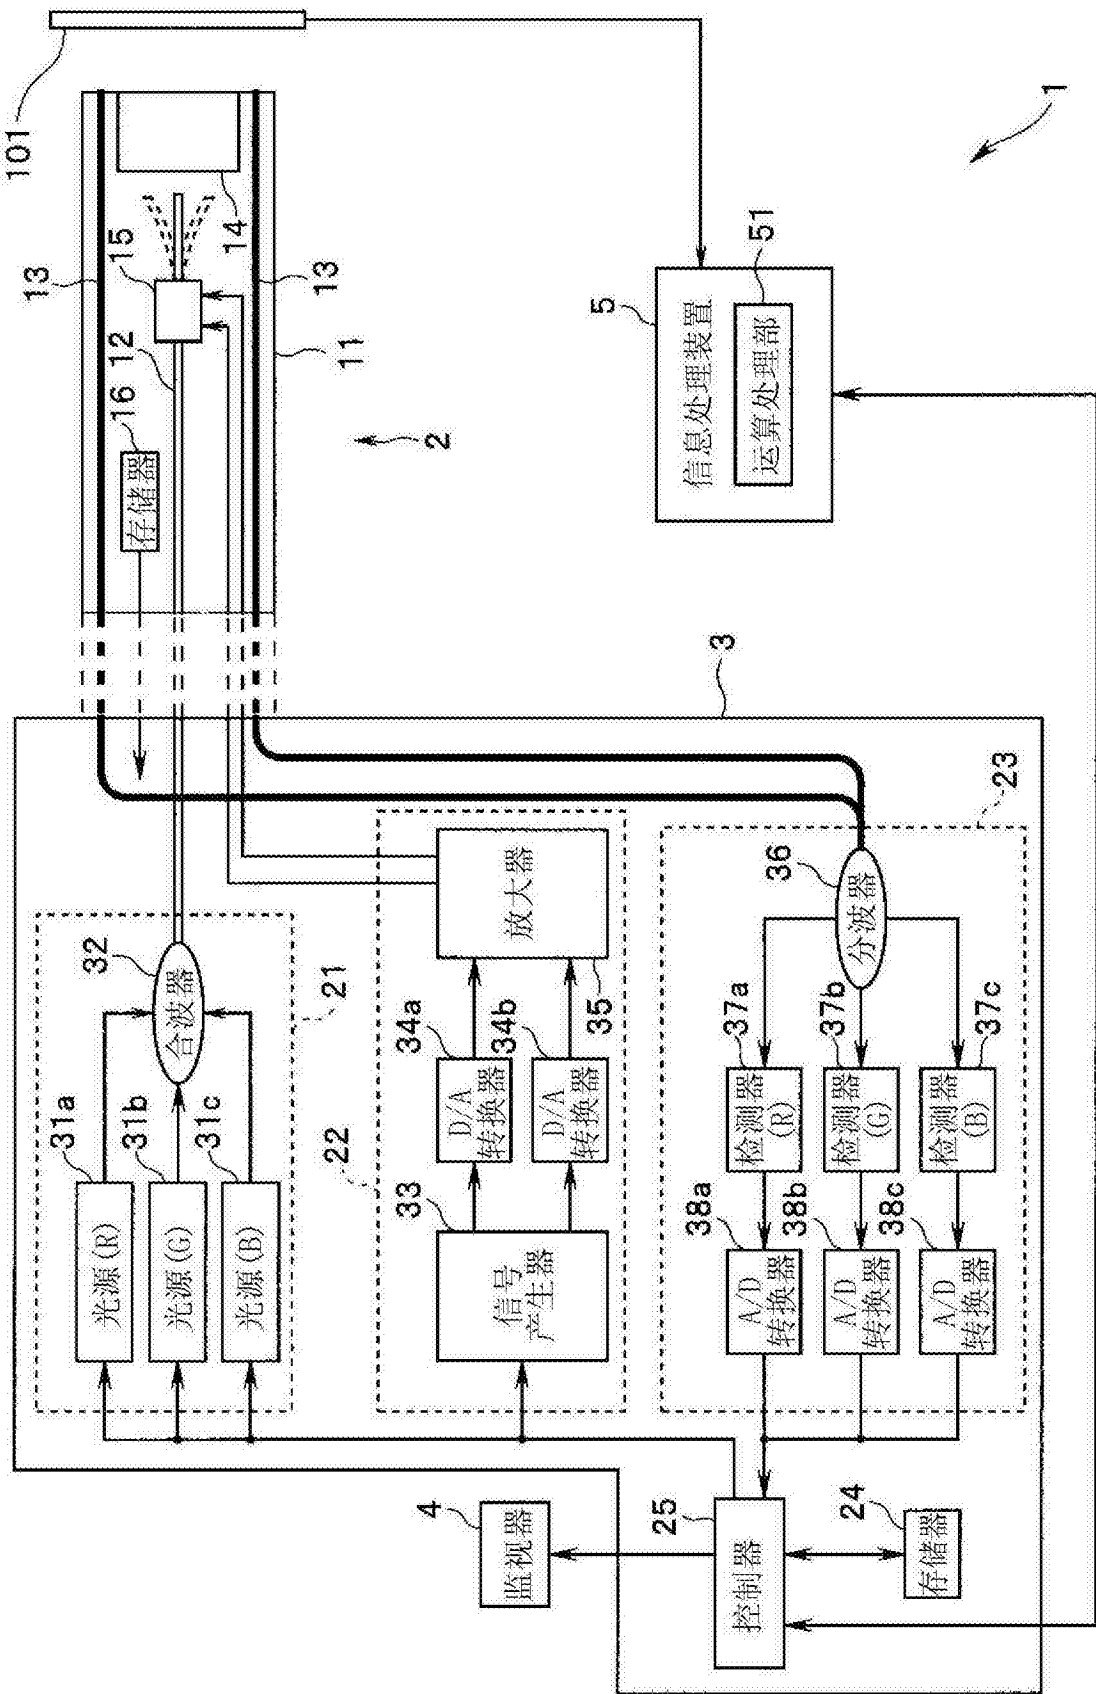 101
13
16
12
15
14
13
11
存储器
2
31a
光源(R)
31b
光源(G)
31c
光源(B)
32
合波器
21
22
33
信号
产生器
34a
D/A
转换器
34b
D/A
转换器
放大器
35
4
监视器
25
控制器
24
存储器
38a
A/D
转换器
38b
A/D
转换器
38c
A/D
转换器
37a
检测器
(R)
37b
检测器
(G)
37c
检测器
(B)
36
分波器
23
3
5
信息处理装置
51
运算处理部
1